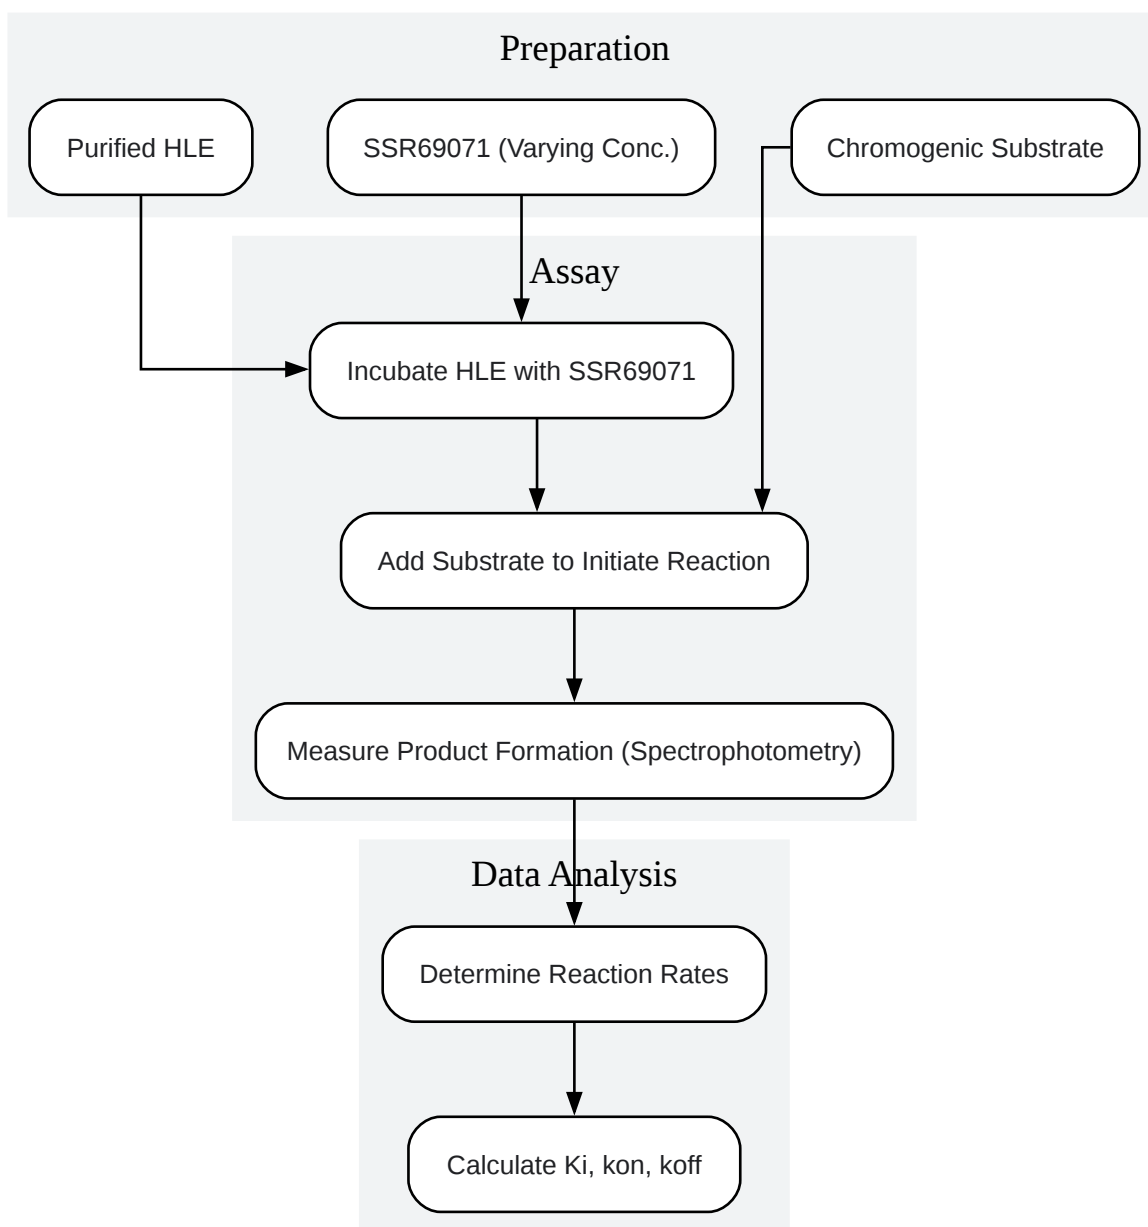 Preparation
Purified HLE
SSR69071 (Varying Conc.)
Chromogenic Substrate
Assay
Incubate HLE with SSR69071
Add Substrate to Initiate Reaction
Measure Product Formation (Spectrophotometry)
Data Analysis
Determine Reaction Rates
Calculate Ki, kon, koff